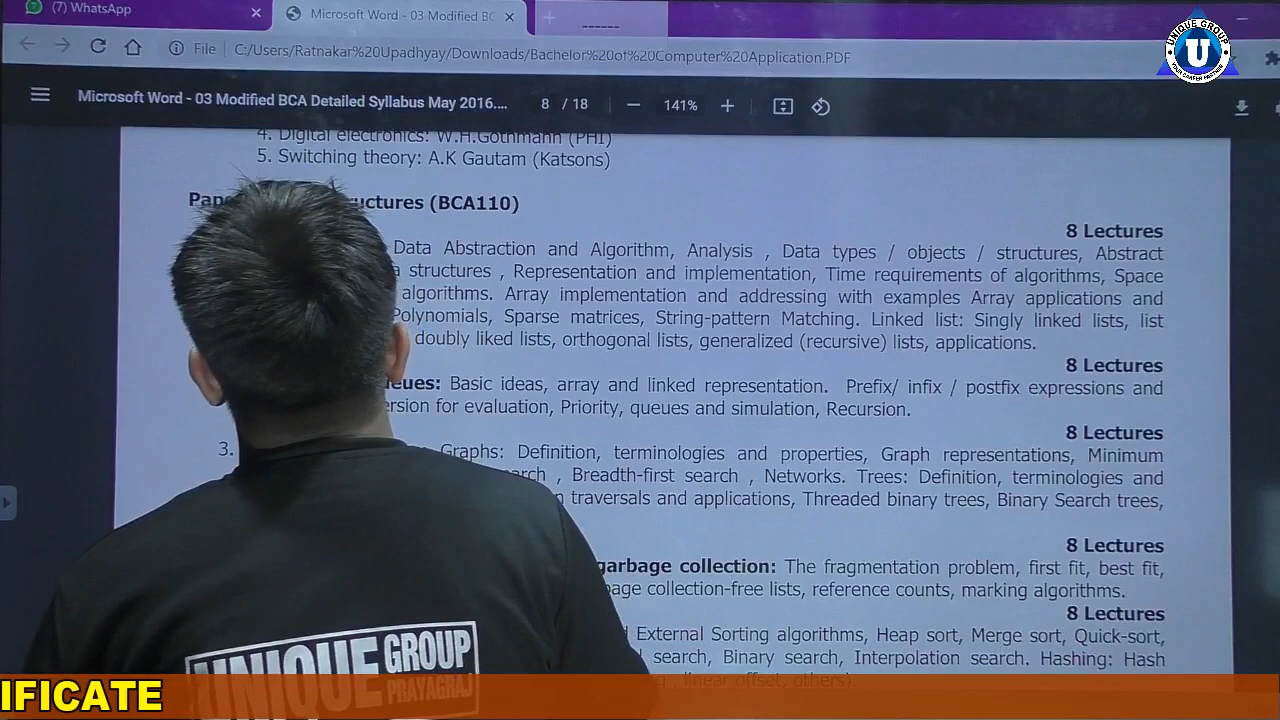 (7) WhatsApp
Microsoft Word - 03 Modified BC
File C:/Users/Ratnakar%20Upadhyay/Downloads/Bachelor%20of%20Computer%20Application.PDF
UNIQUE GROUP
U
YOUR CAREER PARTNER
Microsoft Word - 03 Modified BCA Detailed Syllabus May 2016.... 8 / 18 141%
4. Digital electronics: W.H.Gothmann (PHI)
5. Switching theory: A.K Gautam (Katsons)
(BCA110)
8 Lectures
Data Abstraction and Algorithm, Analysis , Data types / objects / structures, Abstract
structures , Representation and implementation, Time requirements of algorithms, Space
algorithms. Array implementation and addressing with examples Array applications and
Polynomials, Sparse matrices, String-pattern Matching. Linked list: Singly linked lists, list
doubly liked lists, orthogonal lists, generalized (recursive) lists, applications.
8 Lectures
Basic ideas, array and linked representation. Prefix/ infix / postfix expressions and
for evaluation, Priority, queues and simulation, Recursion.
8 Lectures
3. Graphs: Definition, terminologies and properties, Graph representations, Minimum
, Breadth-first search , Networks. Trees: Definition, terminologies and
traversals and applications, Threaded binary trees, Binary Search trees,
8 Lectures
garbage collection: The fragmentation problem, first fit, best fit,
collection-free lists, reference counts, marking algorithms.
8 Lectures
External Sorting algorithms, Heap sort, Merge sort, Quick-sort,
search, Binary search, Interpolation search. Hashing: Hash
linear offset, others).
UNIQUE GROUP
PRAYAGRAJ
IFICATE